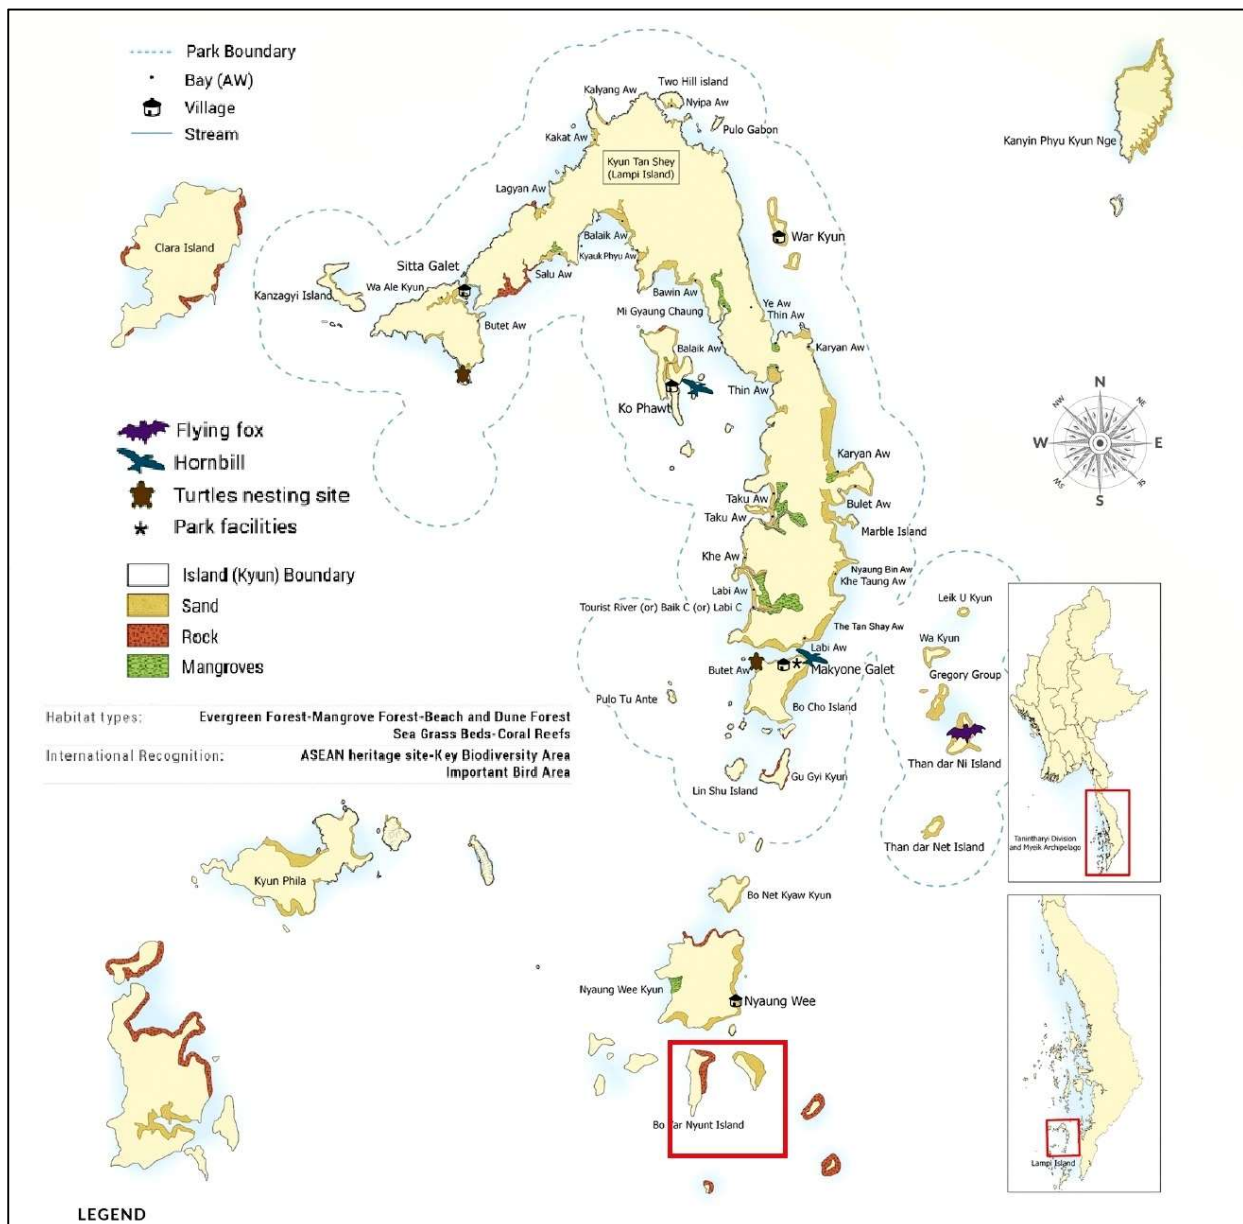 Park Boundary
Bay (AW)
Village
Stream
Two Hill island
Kalyang Aw
Nyipa Aw
Pulo Gabon
Kakat Aw
Kanyin Phyu Kyun Nge
Kyun Tan Shey
(Lampi Island)
Lagyan Aw
Clara Island
Balaik Aw
War Kyun
Kyauk Phyu Aw
Sitta Galet
Salu Aw
Wa Ale Kyun
Kanzagyi Island
Bawin Aw
Mi Gyaung Chaung
Ye Aw
Thin Aw
Butet Aw
Balaik Aw
Karyan Aw
Thin Aw
Ko Phawt
N
NW
NE
W
E
SW
SE
S
Flying fox
Hornbill
Turtles nesting site
Park facilities
Karyan Aw
Taku Aw
Bulet Aw
Taku Aw
Marble Island
Khe Aw
Nyaung Bin Aw
Khe Taung Aw
Island (Kyun) Boundary
Sand
Rock
Mangroves
Labi Aw
Tourist River (or) Baik C (or) Labi C
Leik U Kyun
The Tan Shay Aw
Wa Kyun
Labi Aw
Butet Aw
Makyone Galet
Gregory Group
Pulo Tu Ante
Bo Cho Island
Habitat types: Evergreen Forest-Mangrove Forest-Beach and Dune Forest
Sea Grass Beds-Coral Reefs
International Recognition: ASEAN heritage site-Key Biodiversity Area
Important Bird Area
Than dar Ni Island
Gu Gyi Kyun
Lin Shu Island
Than dar Net Island
Tanintharyi Division
and Myeik Archipelago
Kyun Phila
Bo Net Kyaw Kyun
Nyaung Wee Kyun
Nyaung Wee
Bo Yar Nyunt Island
Lampi Island
LEGEND